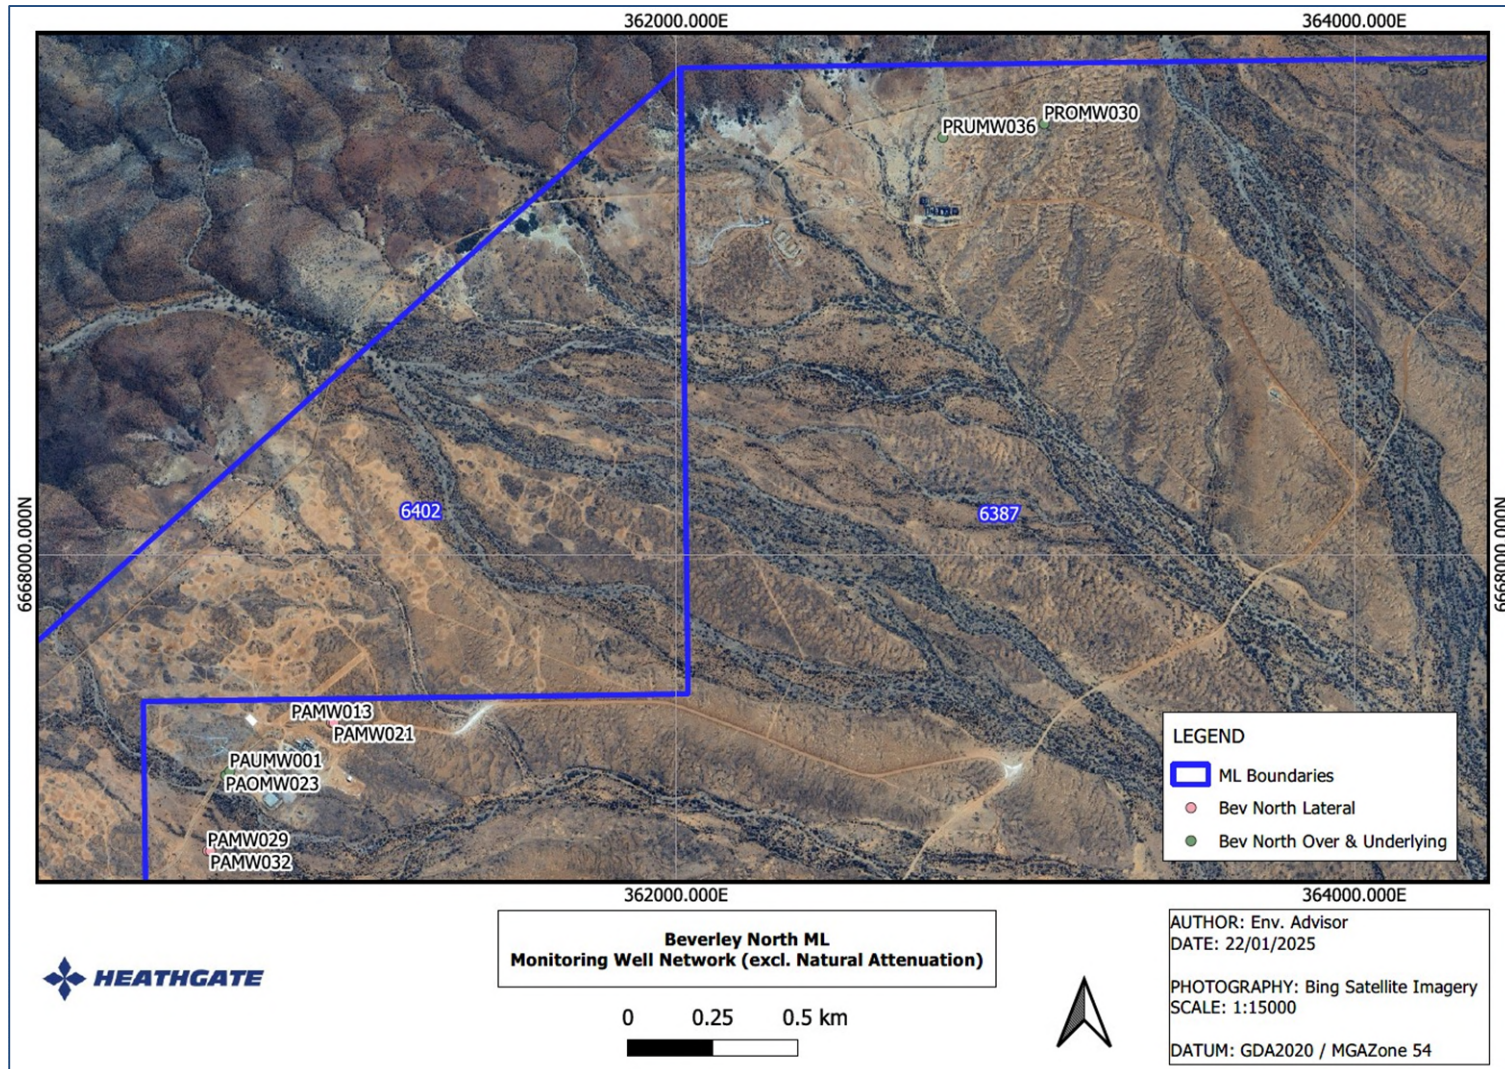 362000.000E
364000.000E
PRUMW036
PROMW030
6402
6387
6668000.000N
6668000.000N
PAMW013
PAMW021
PAUMW001
PAOMW023
PAMW029
PAMW032
LEGEND
ML Boundaries
Bev North Lateral
Bev North Over & Underlying
362000.000E
364000.000E
HEATHGATE
Beverley North ML
Monitoring Well Network (excl. Natural Attenuation)
0 0.25 0.5 km
AUTHOR: Env. Advisor
DATE: 22/01/2025
PHOTOGRAPHY: Bing Satellite Imagery
SCALE: 1:15000
DATUM: GDA2020 / MGAZone 54